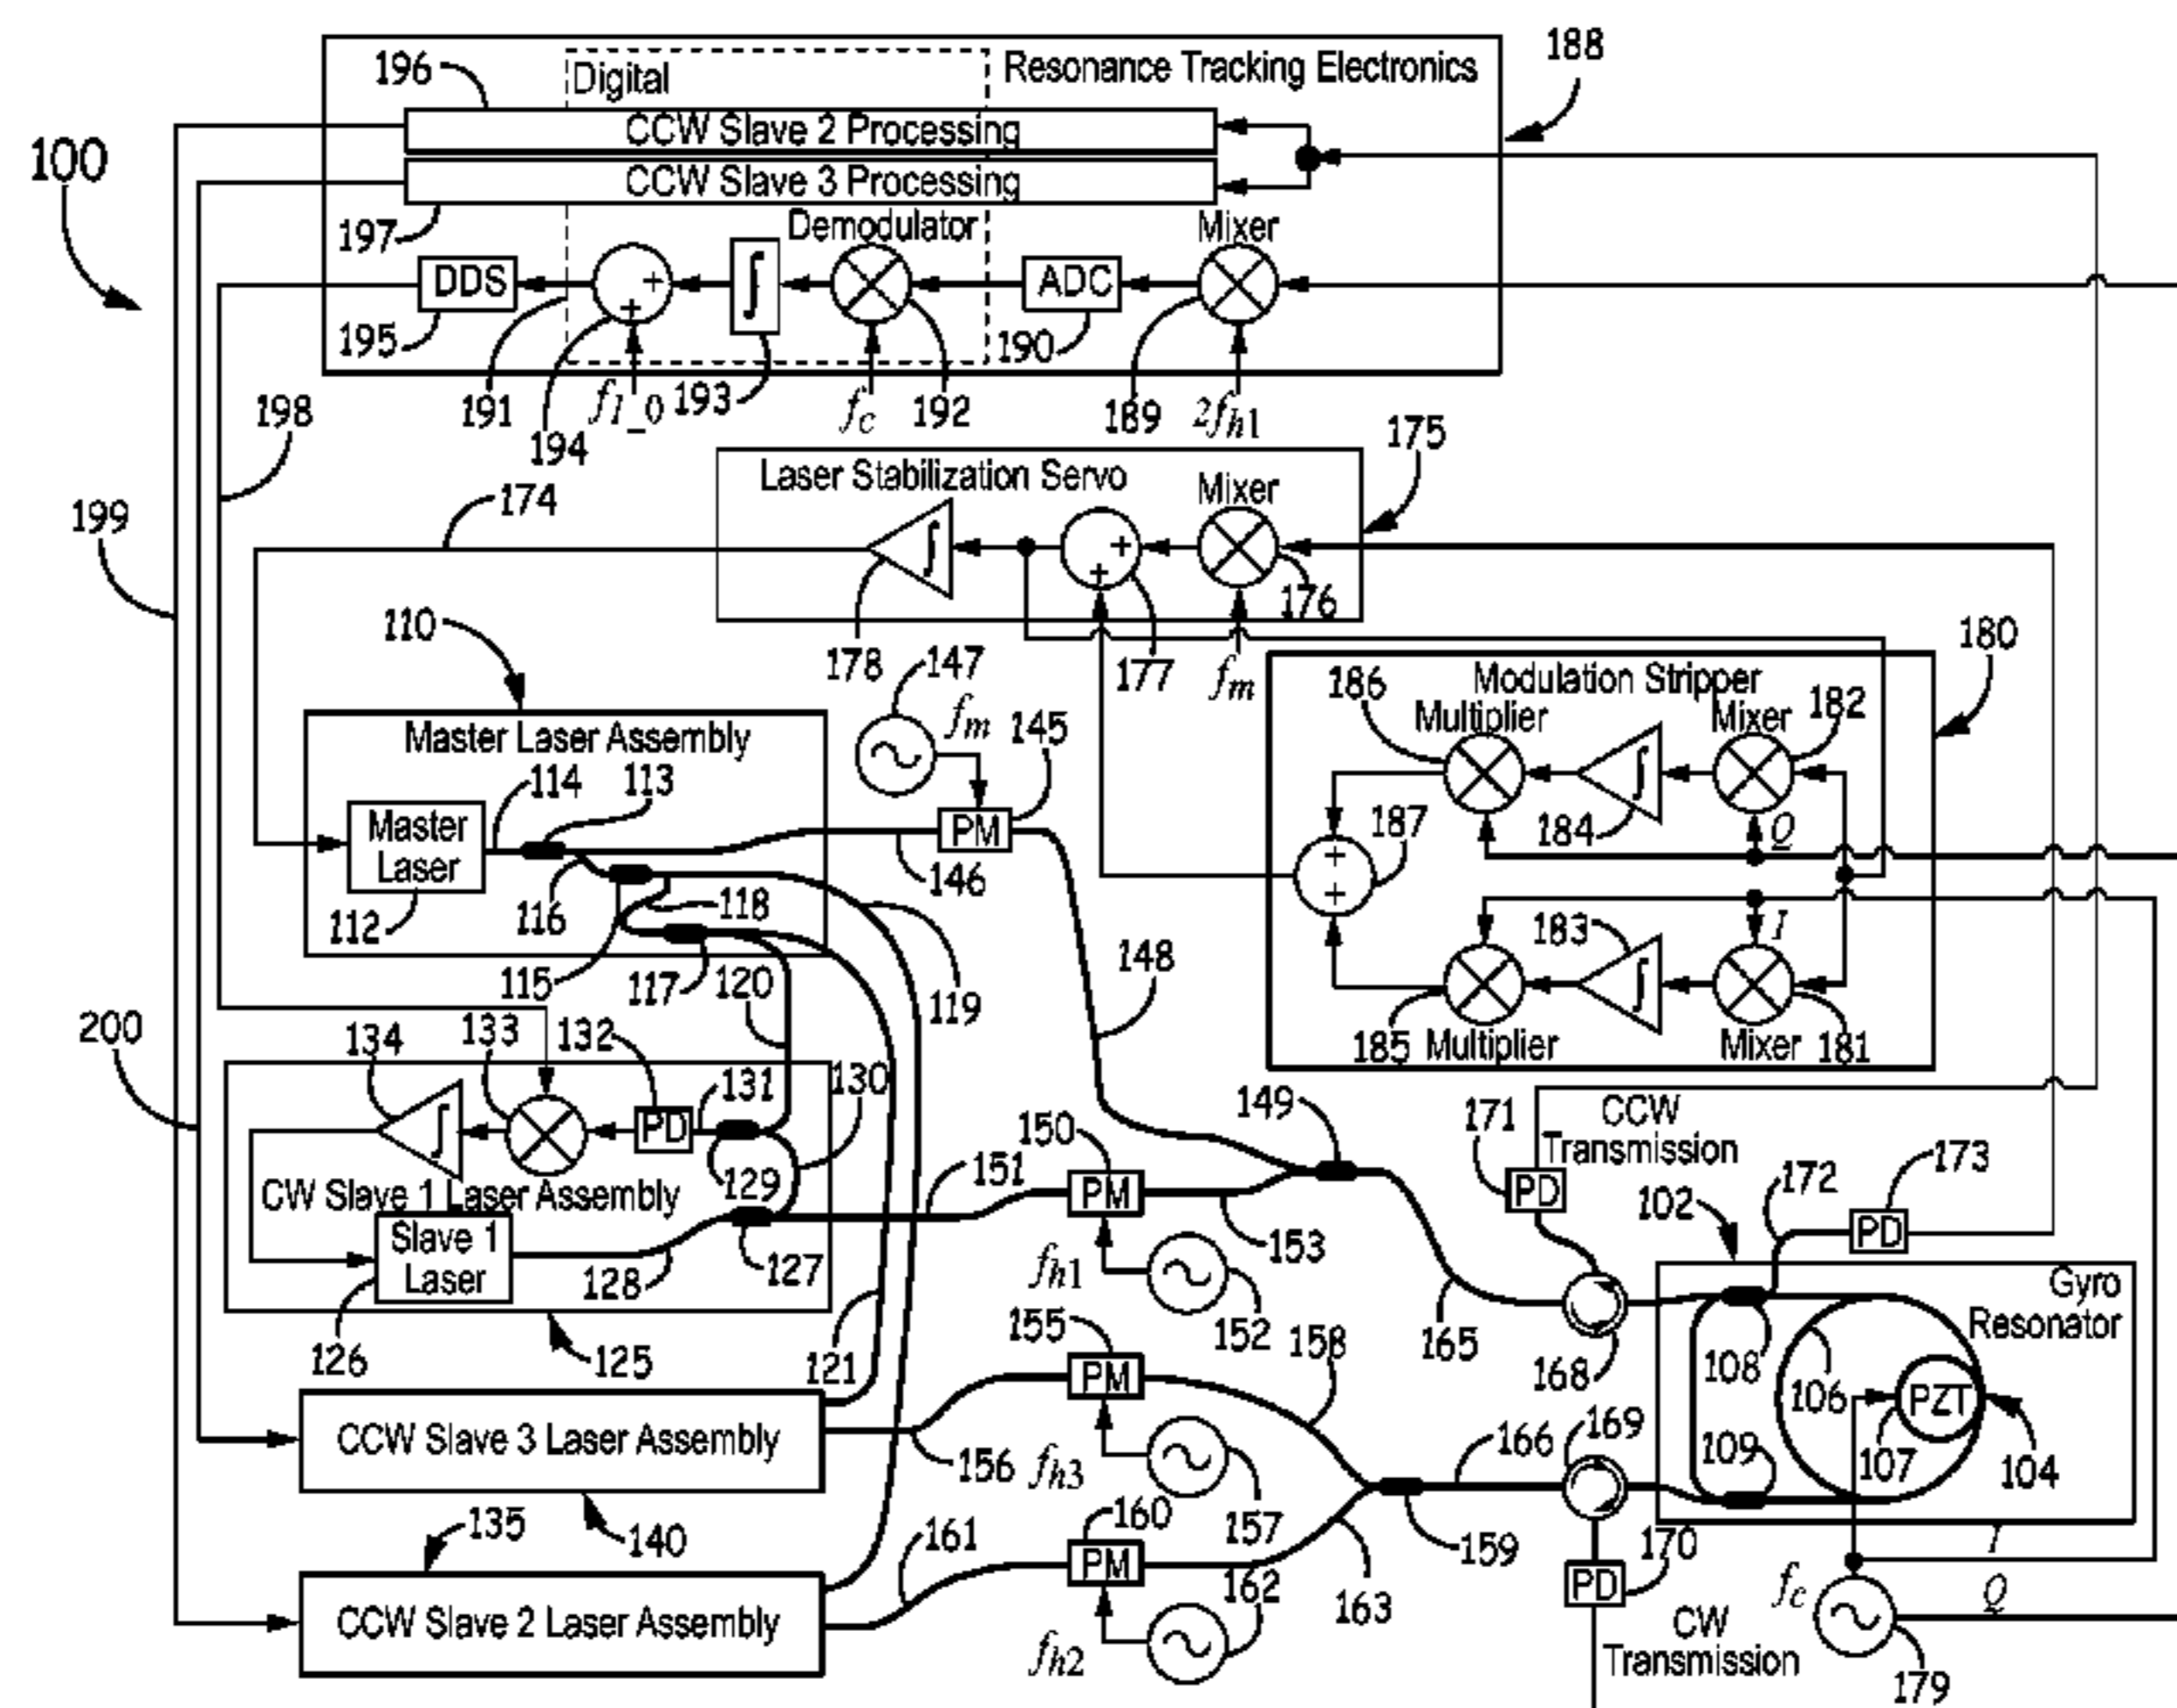 188
196
Digital
Resonance Tracking Electronics
CCW Slave 2 Processing
100
CCW Slave 3 Processing
197
Demodulator
Mixer
DDS
+
+
∫
ADC
195
190
198
191
194
f1_0
193
fc
192
189
2fh1
175
Laser Stabilization Servo
Mixer
174
199
∫
+
+
176
110
178
147
177
fm
180
Modulation Stripper
186
Multiplier
Mixer
182
fm
145
Master Laser Assembly
114
113
Master
Laser
PM
∫
184
Q
187
+
+
146
116
118
112
I
183
115
117
120
119
148
∫
200
134
133
132
185
Multiplier
Mixer
181
131
130
149
171
CCW
Transmission
∫
PD
150
173
129
151
172
CW Slave 1 Laser Assembly
PM
PD
102
PD
Slave 1
Laser
128
127
153
fh1
Gyro
Resonator
126
125
121
155
152
158
165
168
108
106
PZT
PM
CCW Slave 3 Laser Assembly
156
fh3
166
169
109
107
104
135
140
161
160
157
159
170
I
PM
162
163
PD
fc
Q
CCW Slave 2 Laser Assembly
fh2
CW
Transmission
179